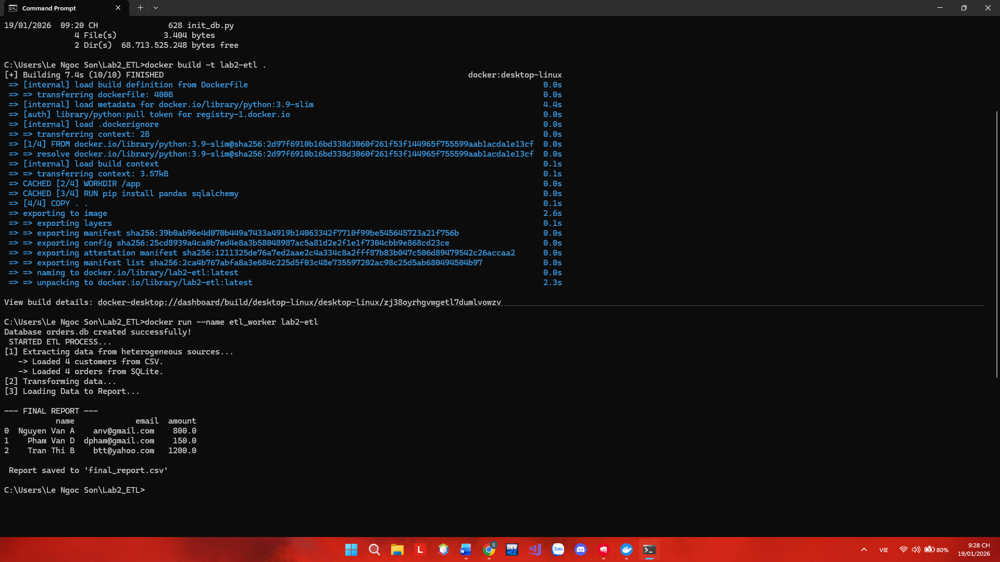 Command Prompt
19/01/2026  09:20 CH               628 init_db.py
               4 File(s)          3.404 bytes
               2 Dir(s)  68.713.525.248 bytes free
C:\Users\Le Ngoc Son\Lab2_ETL>docker build -t lab2-etl .
[+] Building 7.4s (10/10) FINISHED                                                                 docker:desktop-linux
 => [internal] load build definition from Dockerfile                                                               0.0s
 => => transferring dockerfile: 400B                                                                               0.0s
 => [internal] load metadata for docker.io/library/python:3.9-slim                                                 4.4s
 => [auth] library/python:pull token for registry-1.docker.io                                                      0.0s
 => [internal] load .dockerignore                                                                                  0.0s
 => => transferring context: 2B                                                                                    0.0s
 => [1/4] FROM docker.io/library/python:3.9-slim@sha256:2d97f6910b16bd338d3060f261f53f144965f755599aab1acda1e13cf  0.0s
 => => resolve docker.io/library/python:3.9-slim@sha256:2d97f6910b16bd338d3060f261f53f144965f755599aab1acda1e13cf  0.0s
 => [internal] load build context                                                                                  0.1s
 => => transferring context: 3.57kB                                                                                0.1s
 => CACHED [2/4] WORKDIR /app                                                                                      0.0s
 => CACHED [3/4] RUN pip install pandas sqlalchemy                                                                 0.0s
 => [4/4] COPY . .                                                                                                 0.1s
 => exporting to image                                                                                             2.6s
 => => exporting layers                                                                                            0.1s
 => => exporting manifest sha256:39b0ab96e4d070b449a7433a4919b14063342f7710f99be545645723a21f756b                  0.0s
 => => exporting config sha256:25cd8939a4ca0b7ed4e8a3b58048987ac5a81d2e2f1e1f7304cbb9e868cd23ce                    0.0s
 => => exporting attestation manifest sha256:1211325de76a7ed2aae2c4a334c8a2fff87b83b047c506d89479542c26accaa2      0.0s
 => => exporting manifest list sha256:2ca4b767abfa8a3e684c225d5f03c48e735597202ac98c25d5ab680494504b97             0.0s
 => => naming to docker.io/library/lab2-etl:latest                                                                 0.0s
 => => unpacking to docker.io/library/lab2-etl:latest                                                              2.3s
View build details: docker-desktop://dashboard/build/desktop-linux/desktop-linux/zj38oyrhgvwgetl7dumlvowzv
C:\Users\Le Ngoc Son\Lab2_ETL>docker run --name etl_worker lab2-etl
Database orders.db created successfully!
 STARTED ETL PROCESS...
[1] Extracting data from heterogeneous sources...
   -> Loaded 4 customers from CSV.
   -> Loaded 4 orders from SQLite.
[2] Transforming data...
[3] Loading Data to Report...
--- FINAL REPORT ---
           name             email  amount
0  Nguyen Van A    anv@gmail.com    800.0
1    Pham Van D  dpham@gmail.com    150.0
2    Tran Thi B    btt@yahoo.com   1200.0
 Report saved to 'final_report.csv'
C:\Users\Le Ngoc Son\Lab2_ETL>
L
W
S
DEV
Zalo
VIE
80%
9:28 CH
19/01/2026